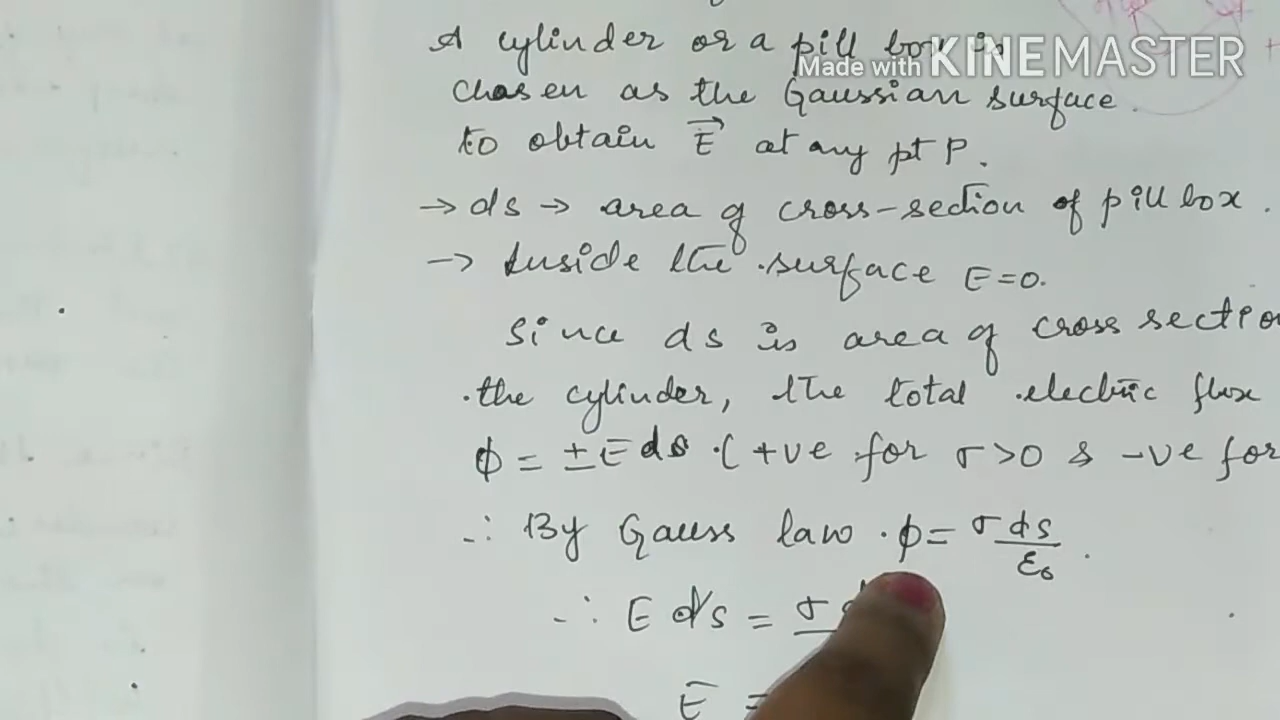 A cylinder or a pill box is
Made with KINEMASTER
chosen as the Gaussian surface.
to obtain E⃗ at any pt P.
→ ds → area of cross-section of pill box.
→ Inside the surface E=0.
Since ds is area of cross section
the cylinder, the total electric flux
ϕ = ± E ds (+ve for σ>0 & -ve for
∴ By Gauss law ϕ = σ ds / ε₀.
∴ E ds = σ
E =